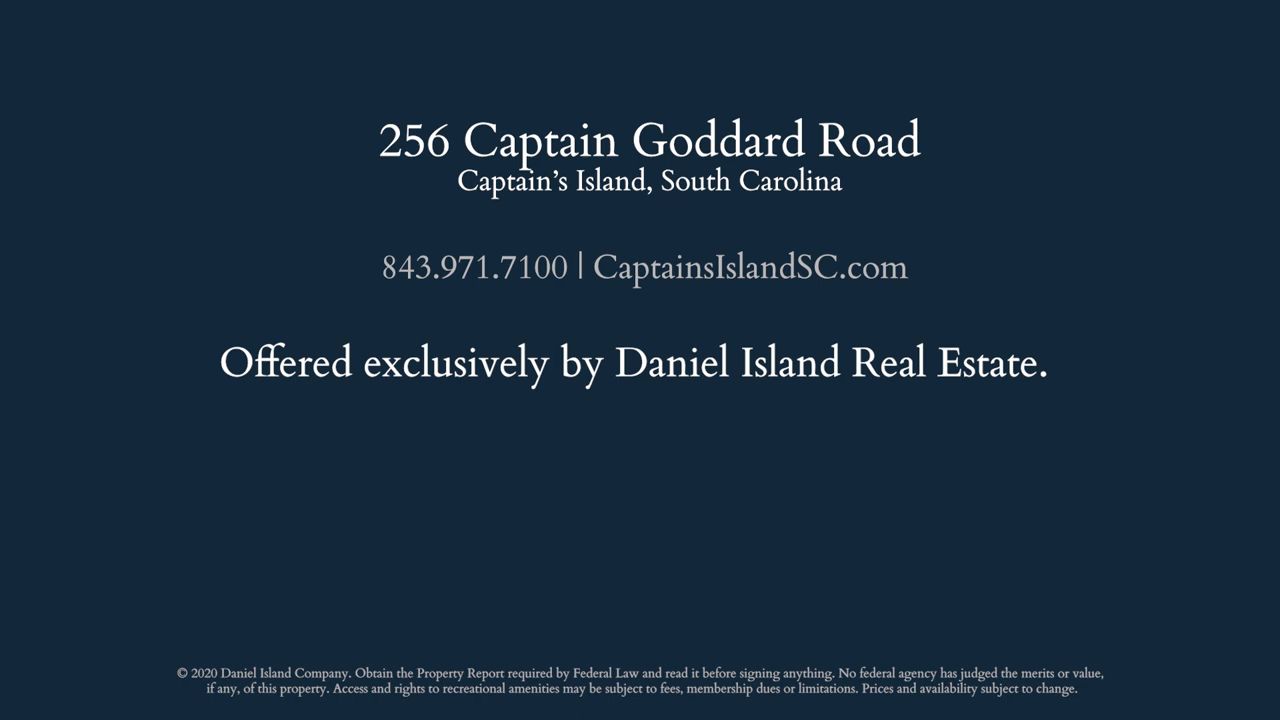 256 Captain Goddard Road
Captain’s Island, South Carolina
843.971.7100 | CaptainsIslandSC.com
Offered exclusively by Daniel Island Real Estate.
© 2020 Daniel Island Company. Obtain the Property Report required by Federal Law and read it before signing anything. No federal agency has judged the merits or value,
if any, of this property. Access and rights to recreational amenities may be subject to fees, membership dues or limitations. Prices and availability subject to change.